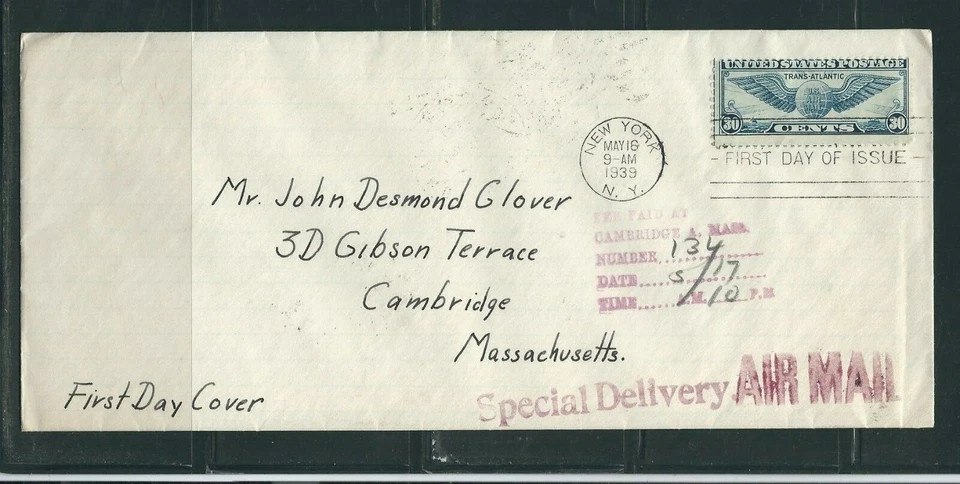 UNITED STATES POSTAGE
TRANS-ATLANTIC
30 CENTS 30
NEW YORK
MAY 16
9-AM
1939
N. Y.
FIRST DAY OF ISSUE
Mr. John Desmond Glover
3D Gibson Terrace
Cambridge
Massachusetts.
FEE PAID AT
CAMBRIDGE A, MASS.
NUMBER 134
DATE 5/17
TIME M. 10 P.M
First Day Cover
Special Delivery AIR MAIL